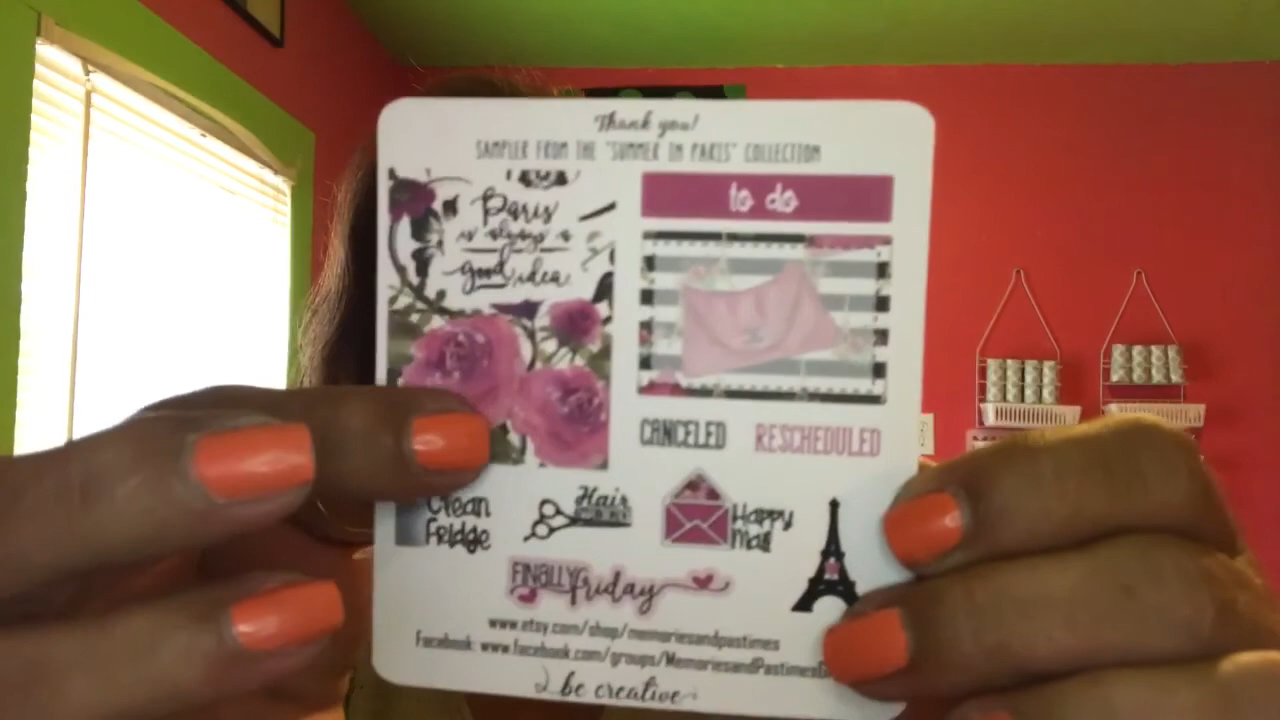 Thank you!
SAMPLER FROM THE "SUMMER IN PARIS" COLLECTION
Paris
is always a
good idea
to do
CANCELED
RESCHEDULED
Clean
Fridge
Hair
Happy
Mail
FINALLY friday
www.etsy.com/shop/memoriesandpastimes
Facebook: www.facebook.com/groups/MemoriesandPastimes
2 be creative